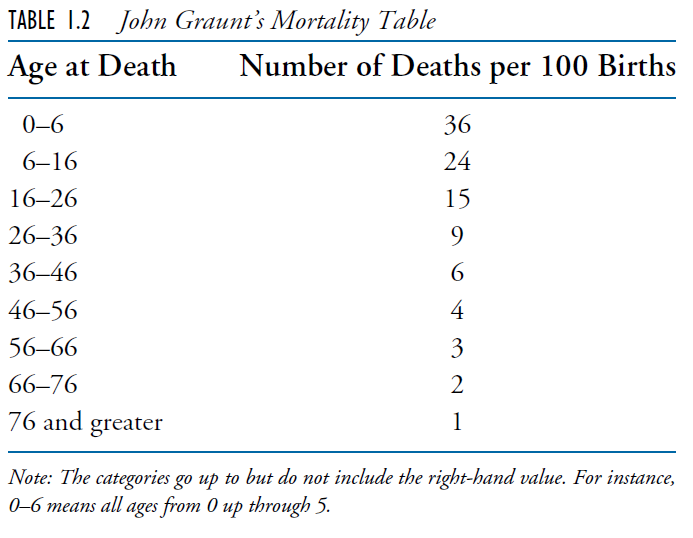 TABLE 1.2 John Graunt's Mortality Table
Age at Death Number of Deaths per 100 Births
0–6 36
6–16 24
16–26 15
26–36 9
36–46 6
46–56 4
56–66 3
66–76 2
76 and greater 1
Note: The categories go up to but do not include the right-hand value. For instance,
0–6 means all ages from 0 up through 5.